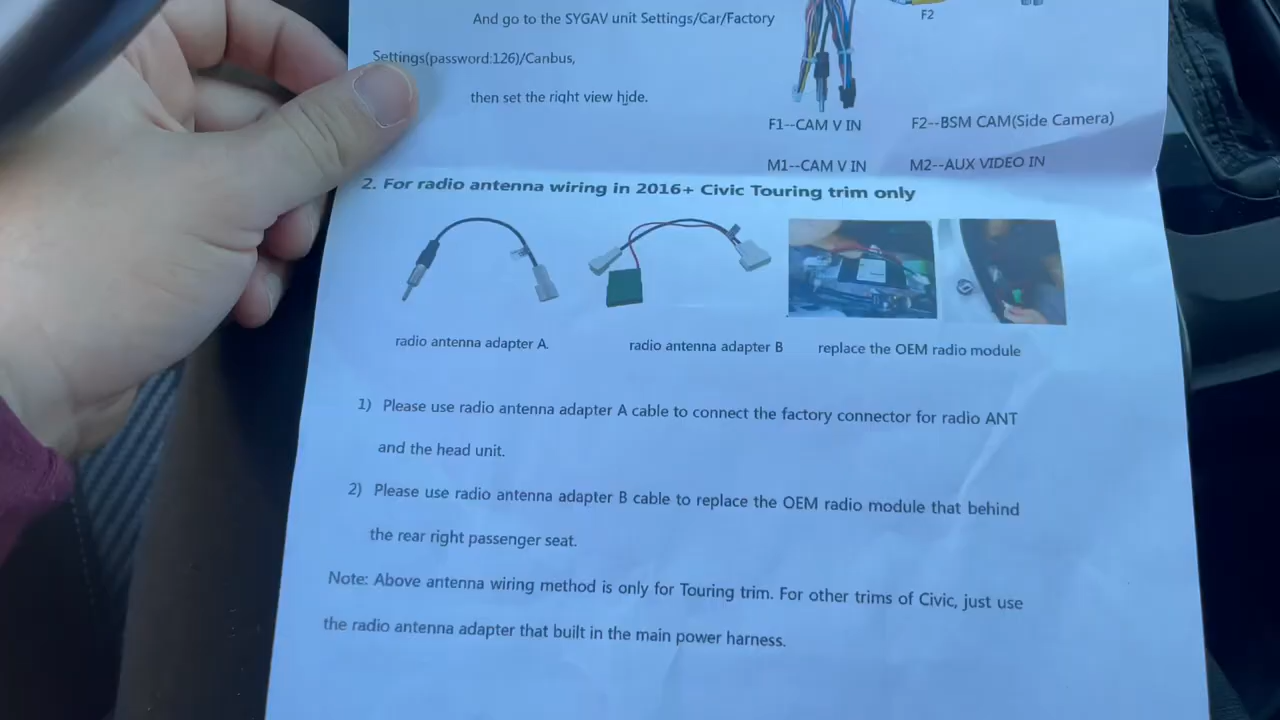 And go to the SYGAV unit Settings/Car/Factory
Settings(password:126)/Canbus,
then set the right view hide.
F2
F1--CAM V IN
F2--BSM CAM(Side Camera)
M1--CAM V IN
M2--AUX VIDEO IN
2. For radio antenna wiring in 2016+ Civic Touring trim only
radio antenna adapter A
radio antenna adapter B
replace the OEM radio module
1) Please use radio antenna adapter A cable to connect the factory connector for radio ANT
and the head unit.
2) Please use radio antenna adapter B cable to replace the OEM radio module that behind
the rear right passenger seat.
Note: Above antenna wiring method is only for Touring trim. For other trims of Civic, just use
the radio antenna adapter that built in the main power harness.